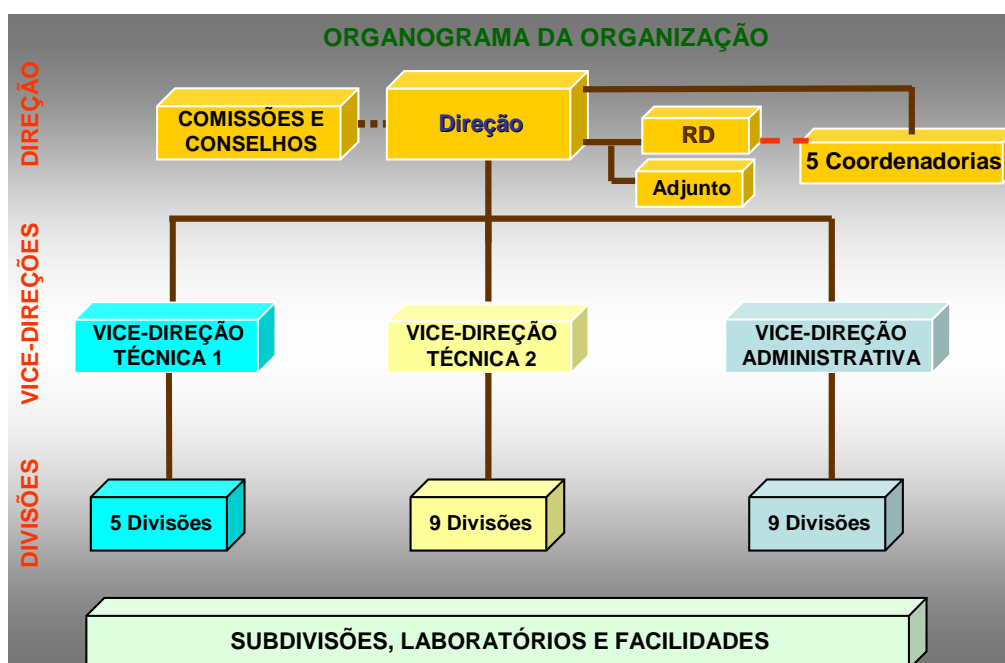 ORGANOGRAMA DA ORGANIZAÇÃO
DIREÇÃO
COMISSÕES E
CONSELHOS
Direção
RD
Adjunto
5 Coordenadorias
VICE-DIREÇÕES
VICE-DIREÇÃO
TÉCNICA 1
VICE-DIREÇÃO
TÉCNICA 2
VICE-DIREÇÃO
ADMINISTRATIVA
DIVISÕES
5 Divisões
9 Divisões
9 Divisões
SUBDIVISÕES, LABORATÓRIOS E FACILIDADES